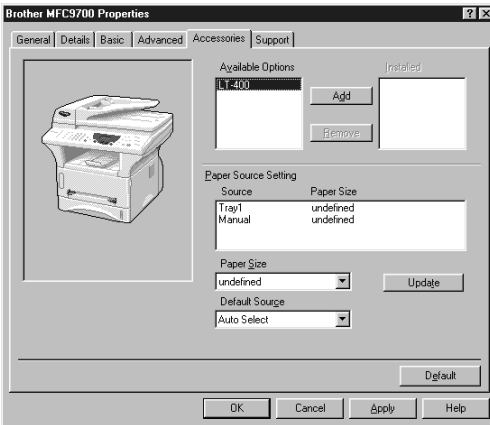 Brother MFC9700 Properties
General Details Basic Advanced Accessories Support
Available Options
Installed
LT-400
Add
Remove
Paper Source Setting
Source Paper Size
Tray1 undefined
Manual undefined
Paper Size
undefined
Update
Default Source
Auto Select
Default
OK Cancel Apply Help